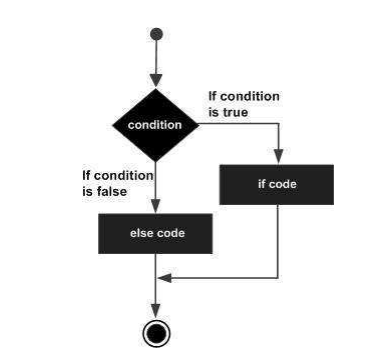 If condition
is true
condition
If condition
is false
if code
else code